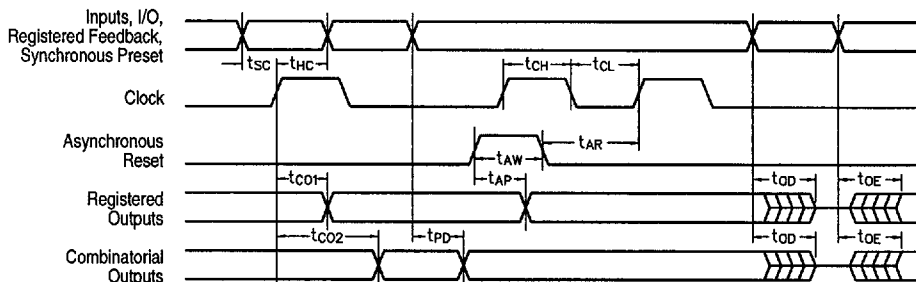 Inputs, I/O,
Registered Feedback,
Synchronous Preset
tSC tHC tCH tCL
Clock
Asynchronous
Reset
tAR
tAW
tCO1 tAP tOD tOE
Registered
Outputs
tCO2 tPD tOD tOE
Combinatorial
Outputs